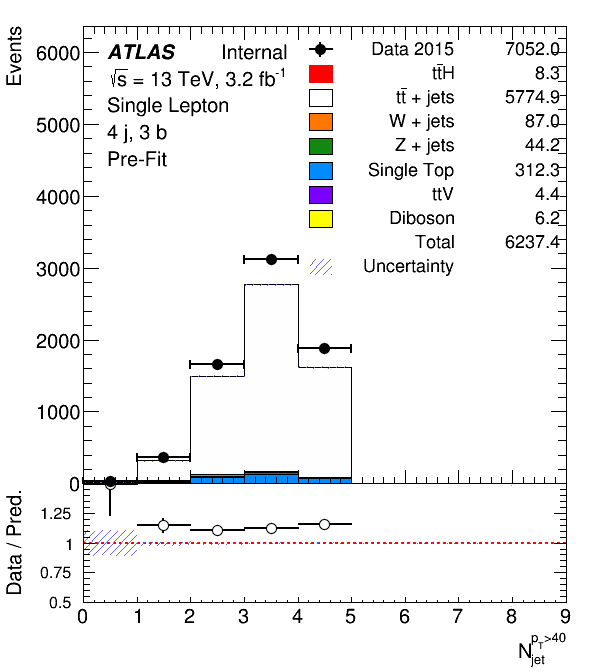 Events
6000
5000
4000
3000
2000
1000
0
ATLAS Internal
√s = 13 TeV, 3.2 fb⁻¹
Single Lepton
4 j, 3 b
Pre-Fit
Data 2015 7052.0
tt̄H 8.3
tt̄ + jets 5774.9
W + jets 87.0
Z + jets 44.2
Single Top 312.3
ttV 4.4
Diboson 6.2
Total 6237.4
Uncertainty
Data / Pred.
1.25
1
0.75
0.5
0 1 2 3 4 5 6 7 8 9
N_jet^{p_T>40}